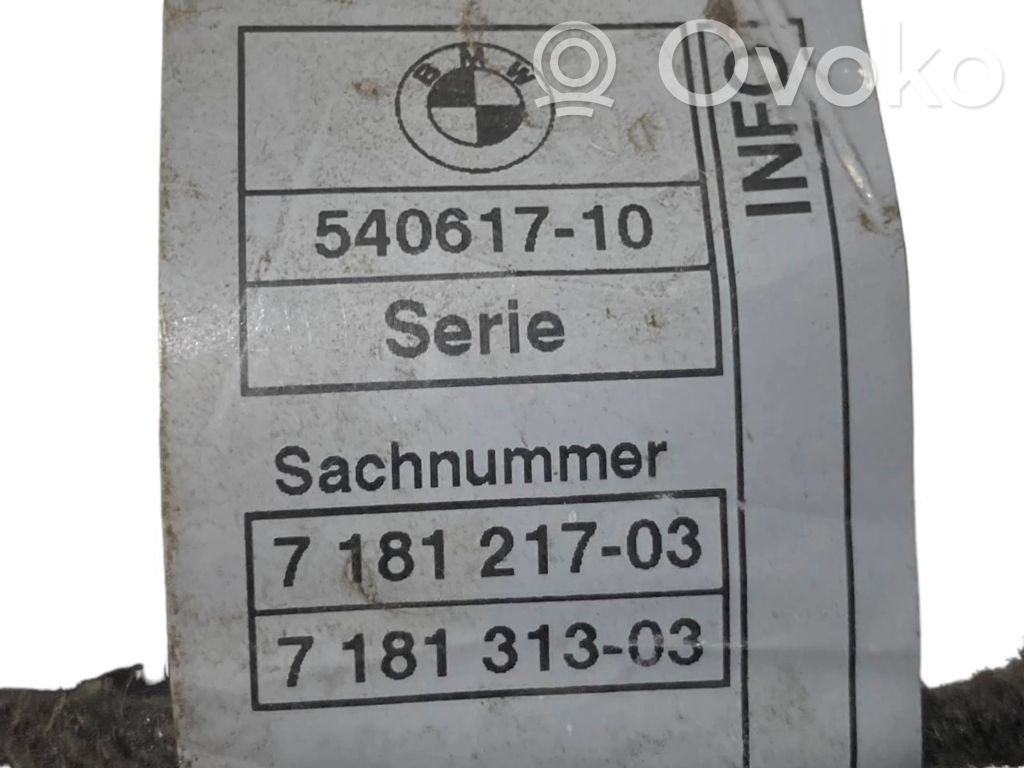 BMW
540617-10
Serie
Sachnummer
7 181 217-03
7 181 313-03
INFO
Ovoko